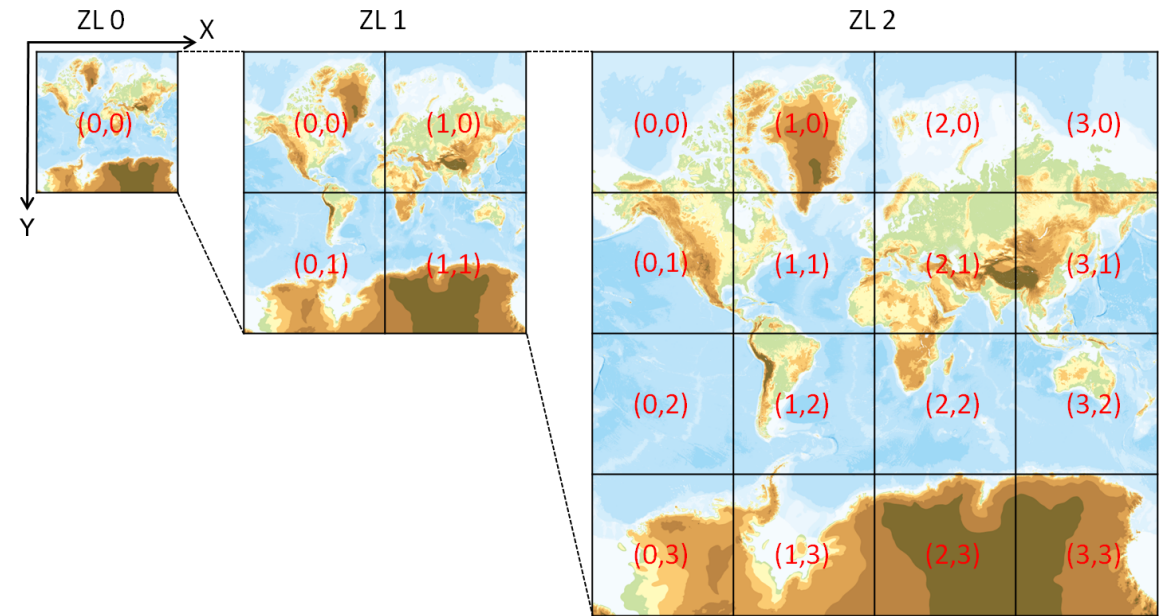 ZL 0
ZL 1
ZL 2
X
Y
(0,0)
(0,0) (1,0)
(0,1) (1,1)
(0,0) (1,0) (2,0) (3,0)
(0,1) (1,1) (2,1) (3,1)
(0,2) (1,2) (2,2) (3,2)
(0,3) (1,3) (2,3) (3,3)